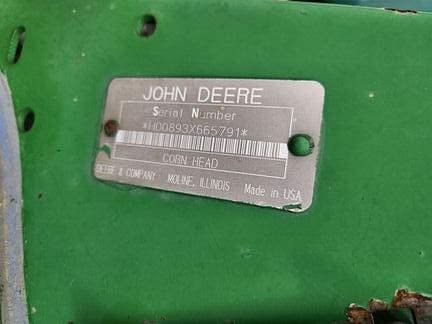 JOHN DEERE
Serial Number
*H00893X665791*
CORN HEAD
DEERE & COMPANY MOLINE, ILLINOIS Made in USA